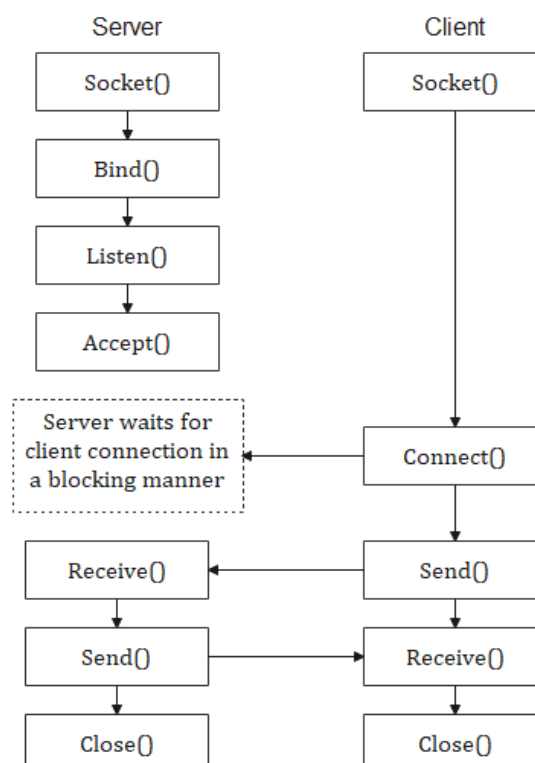 Server
Client
Socket()
Socket()
Bind()
Listen()
Accept()
Server waits for
client connection in
a blocking manner
Connect()
Receive()
Send()
Send()
Receive()
Close()
Close()